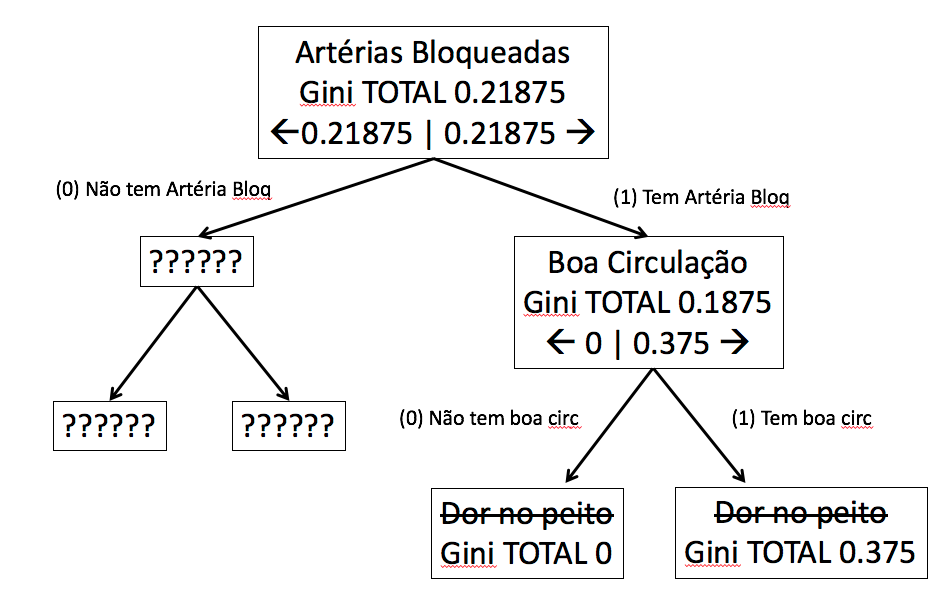 Artérias Bloqueadas
Gini TOTAL 0.21875
←0.21875 | 0.21875 →
(0) Não tem Artéria Bloq
(1) Tem Artéria Bloq
??????
Boa Circulação
Gini TOTAL 0.1875
← 0 | 0.375 →
??????
??????
(0) Não tem boa circ
(1) Tem boa circ
Dor no peito
Gini TOTAL 0
Dor no peito
Gini TOTAL 0.375